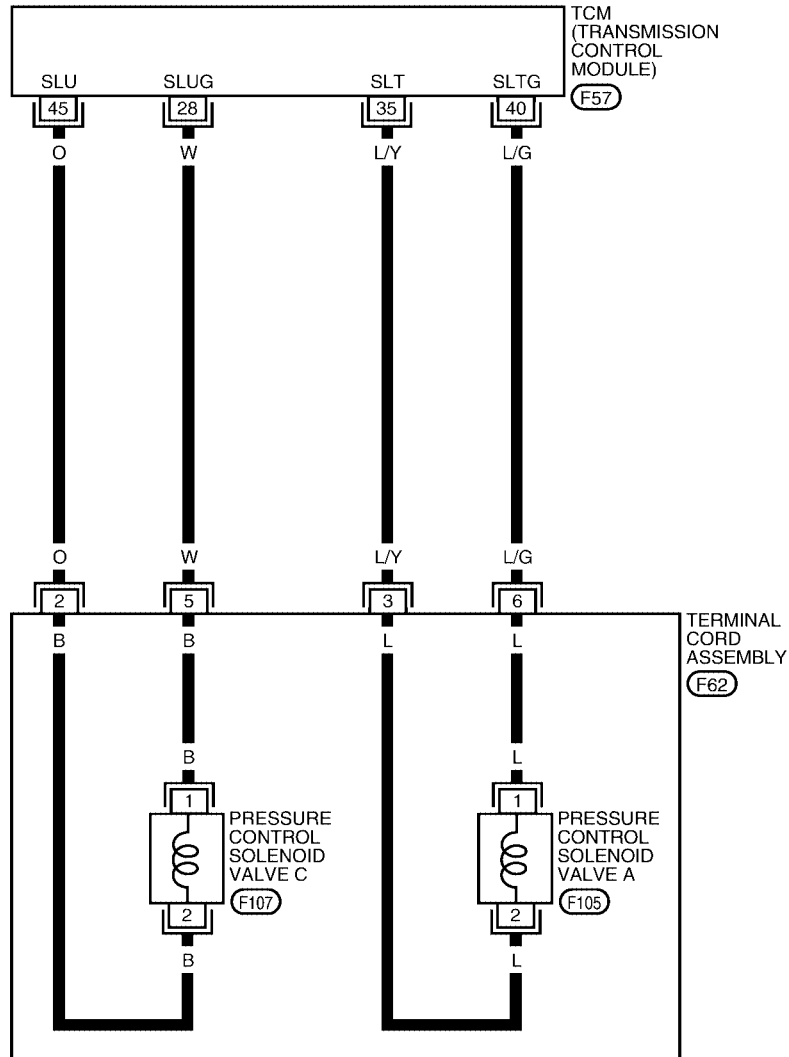 TCM
(TRANSMISSION
CONTROL
MODULE)
F57
SLU SLUG SLT SLTG
45 28 35 40
O W L/Y L/G
O W L/Y L/G
2 5 3 6
TERMINAL
CORD
ASSEMBLY
F62
B B L L
B L
1 1
PRESSURE
CONTROL
SOLENOID
VALVE C
F107
PRESSURE
CONTROL
SOLENOID
VALVE A
F105
2 2
B L